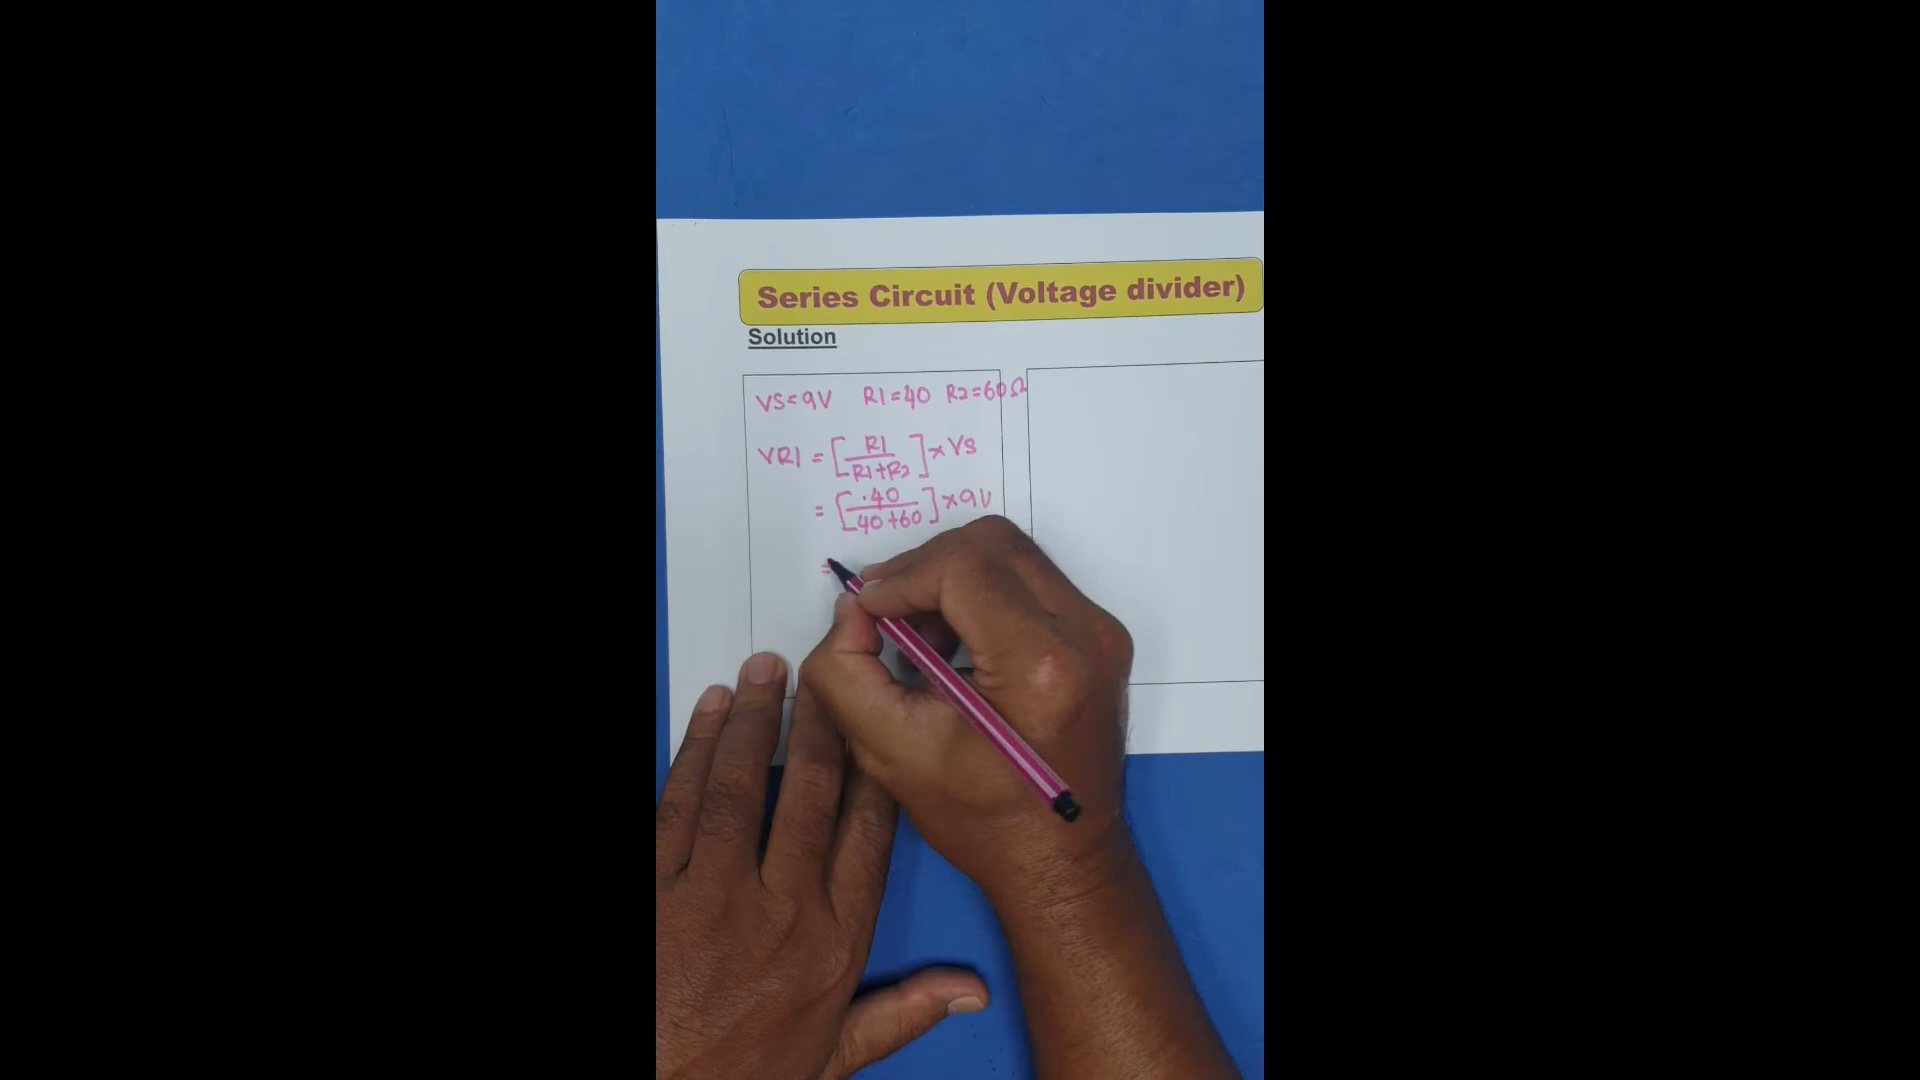 Series Circuit (Voltage divider)
Solution
VS=9V R1=40 R2=60Ω
VR1 = [R1/R1+R2] × VS
= [.40/40+60] × 9V
=